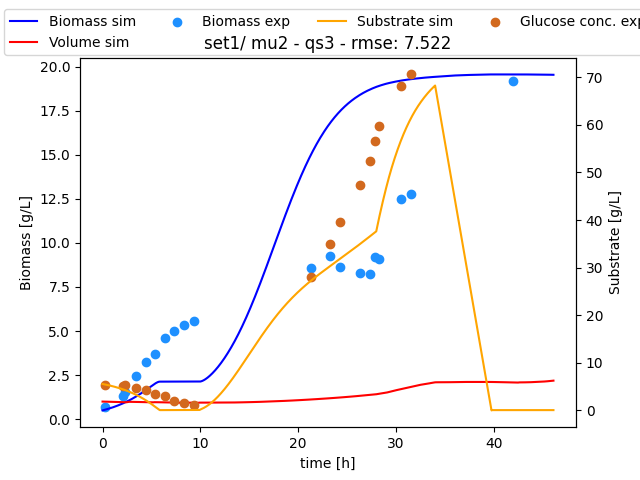 Biomass sim Biomass exp Substrate sim Glucose conc. exp
Volume sim
set1/ mu2 - qs3 - rmse: 7.522
20.0
17.5
15.0
12.5
10.0
7.5
5.0
2.5
0.0
Biomass [g/L]
70
60
50
40
30
20
10
0
Substrate [g/L]
0 10 20 30 40
time [h]